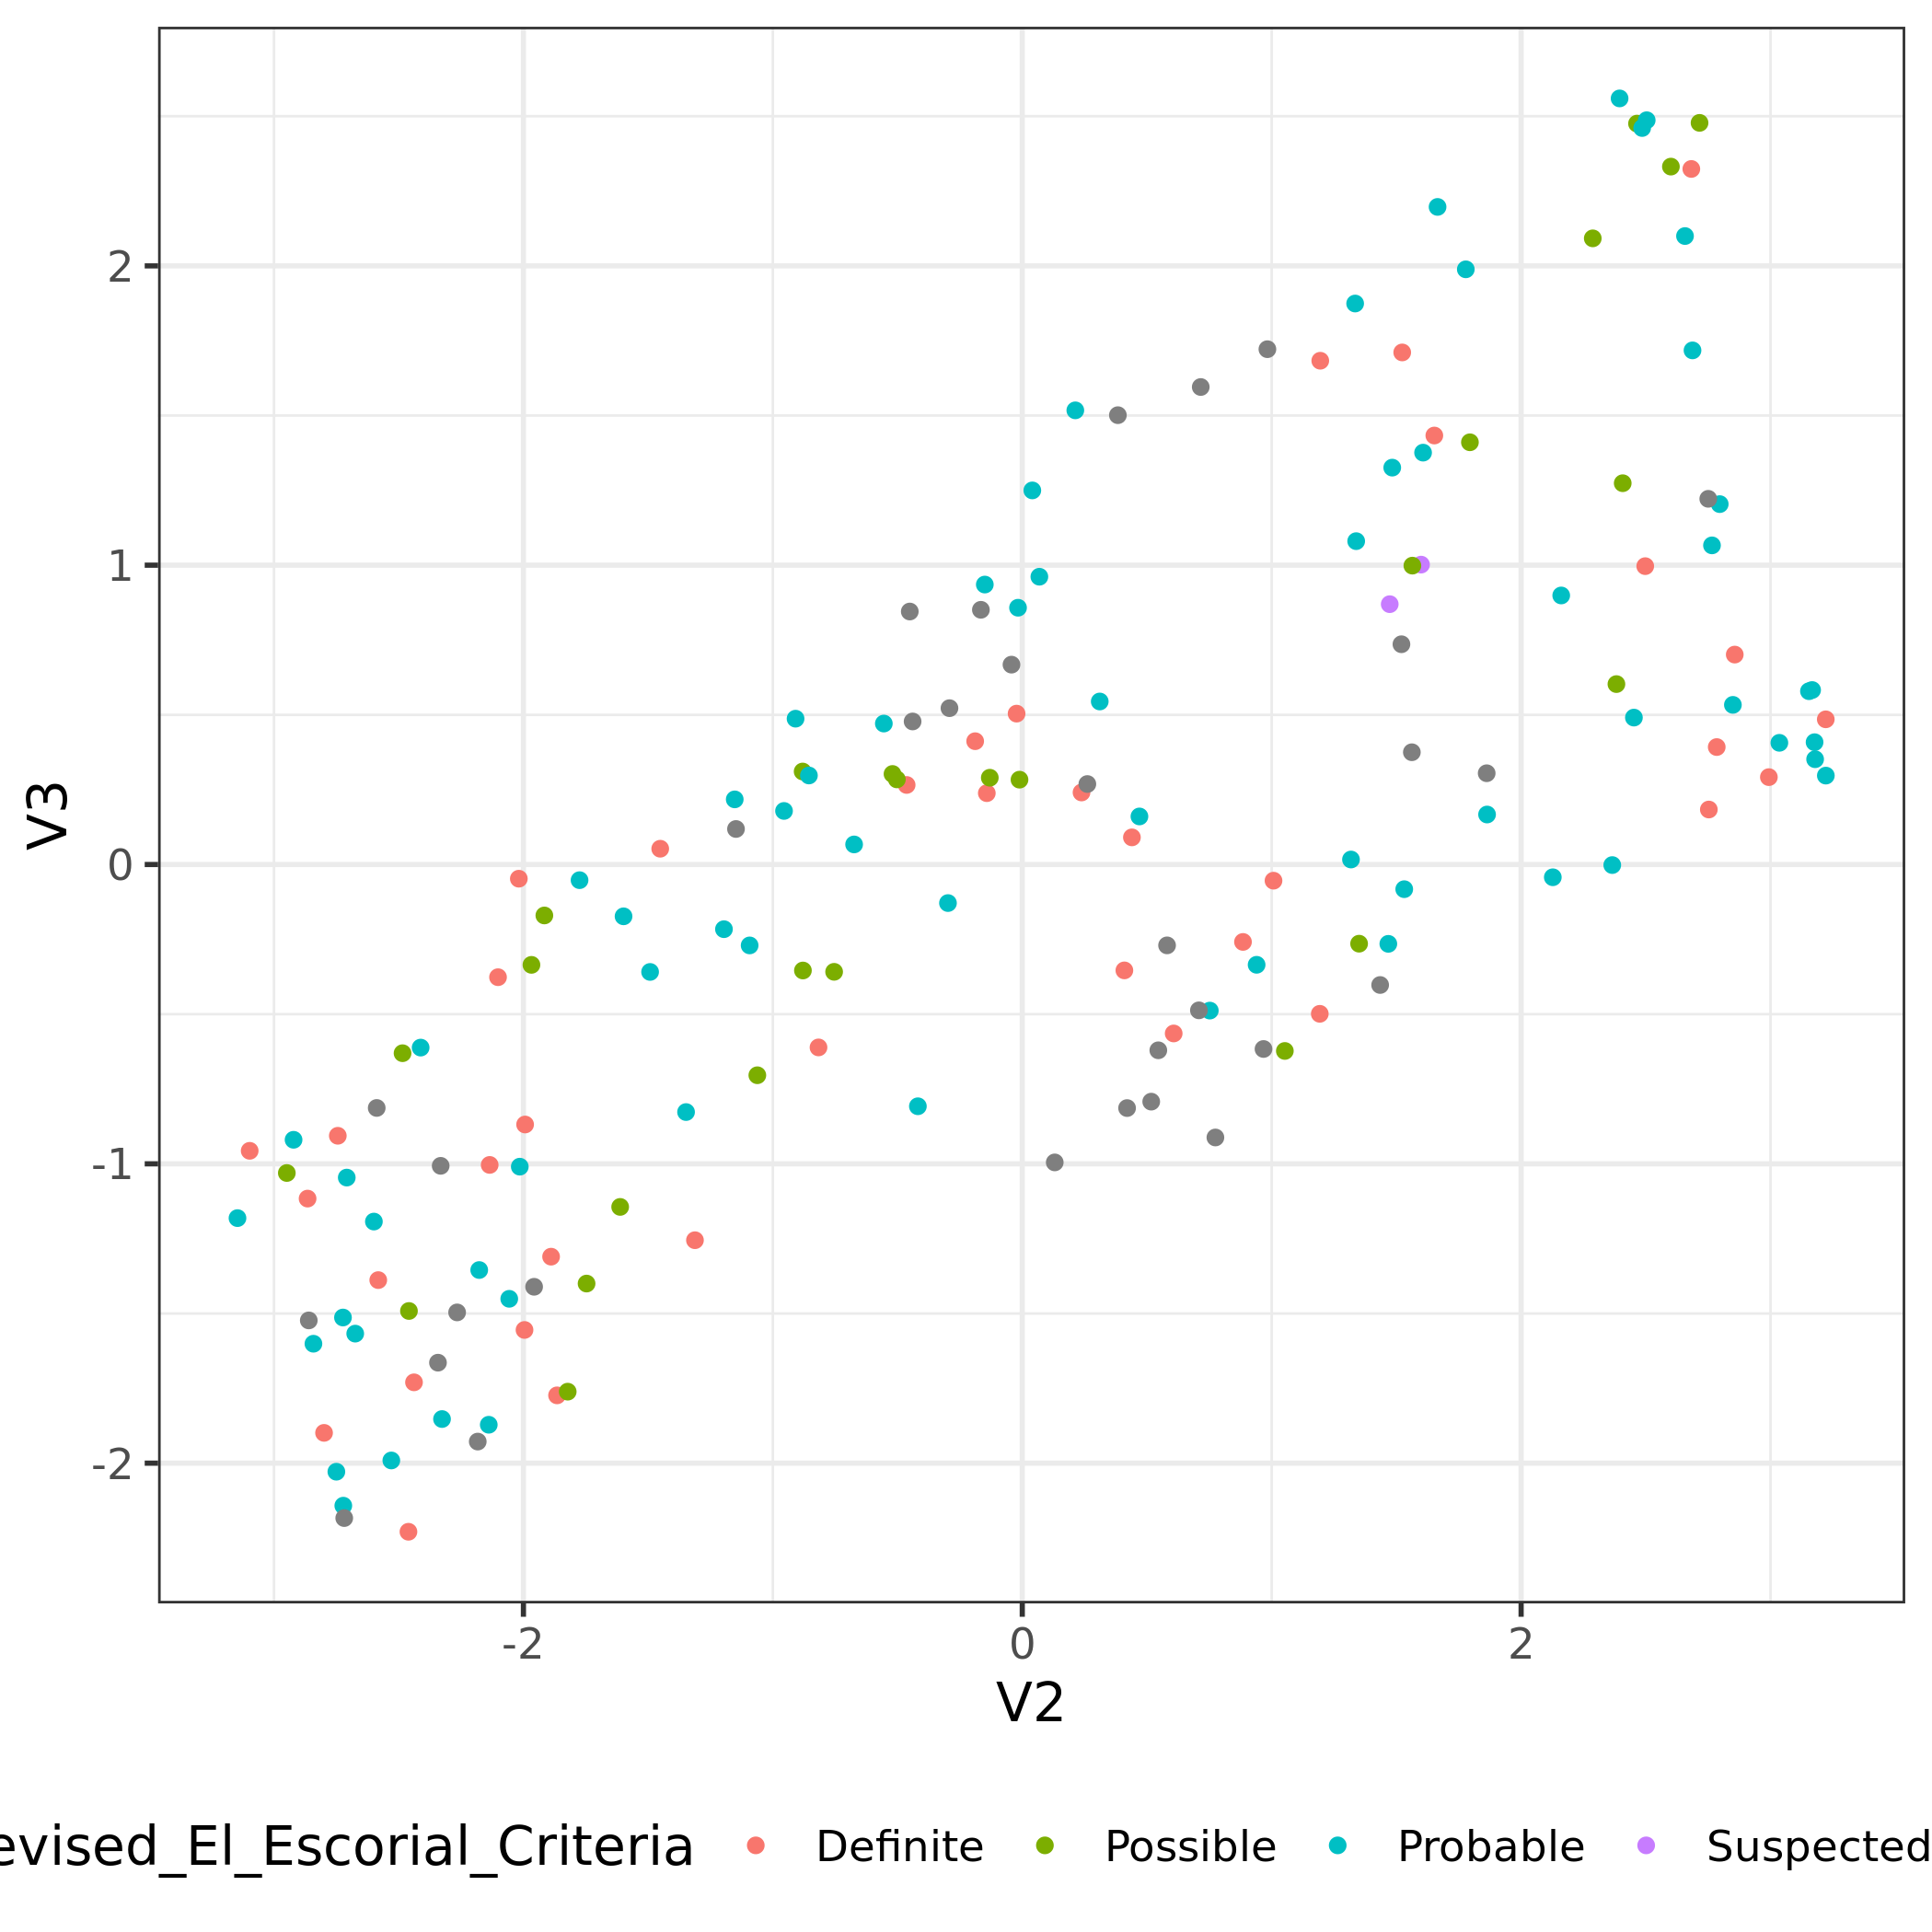 V3
2
1
0
-1
-2
-2 0 2
V2
evised_El_Escorial_Criteria Definite Possible Probable Suspected